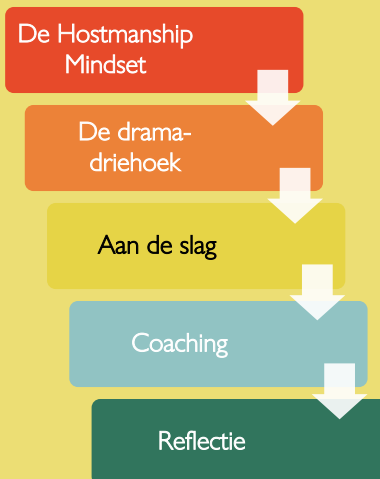 De Hostmanship
Mindset
De drama-
driehoek
Aan de slag
Coaching
Reflectie